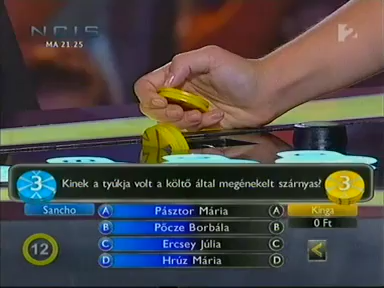 NCIS
MA 21.25
2
3 Kinek a tyúkja volt a költő által megénekelt szárnyas? 3
Sancho A Pásztor Mária A Kinga
B Pőcze Borbála B 0 Ft
C Ercsey Júlia C
12 D Hrúz Mária D